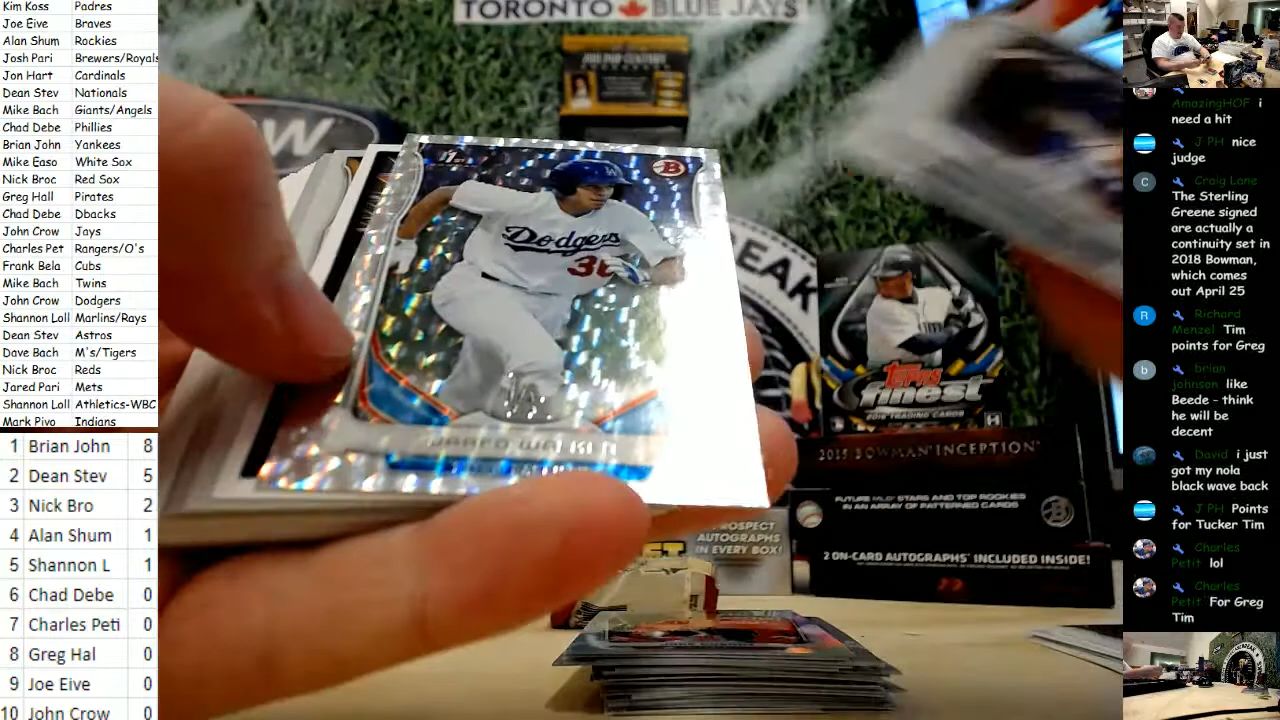 Kim Koss Padres
Joe Eive Braves
Alan Shum Rockies
Josh Pari Brewers/Royals
Jon Hart Cardinals
Dean Stev Nationals
Mike Bach Giants/Angels
Chad Debe Phillies
Brian John Yankees
Mike Easo White Sox
Nick Broc Red Sox
Greg Hall Pirates
Chad Debe Dbacks
John Crow Jays
Charles Pet Rangers/O's
Frank Bela Cubs
Mike Bach Twins
John Crow Dodgers
Shannon Loll Marlins/Rays
Dean Stev Astros
Dave Bach M's/Tigers
Nick Broc Reds
Jared Pari Mets
Shannon Loll Athletics-WBC
Mark Pivo Indians
1 Brian John 8
2 Dean Stev 5
3 Nick Bro 2
4 Alan Shum 1
5 Shannon L 1
6 Chad Debe 0
7 Charles Peti 0
8 Greg Hal 0
9 Joe Eive 0
10 John Crow 0
TORONTO BLUE JAYS
1st
B
Dodgers
EAK
TOPPS
finest
2016 TRADING CARDS
2015 BOWMAN INCEPTION
FUTURE MLB STARS AND TOP ROOKIES
IN AN ARRAY OF PATTERNED CARDS
2 ON-CARD AUTOGRAPHS INCLUDED INSIDE!
PROSPECT
AUTOGRAPHS
IN EVERY BOX!
AmazingHOF i
need a hit
J PH nice
judge
C
Craig Lane
The Sterling
Greene signed
are actually a
continuity set in
2018 Bowman,
which comes
out April 25
R
Richard
Menzel Tim
points for Greg
b
brian
johnson like
Beede - think
he will be
decent
David i just
got my nola
black wave back
J PH Points
for Tucker Tim
Charles
Petit lol
Charles
Petit For Greg
Tim